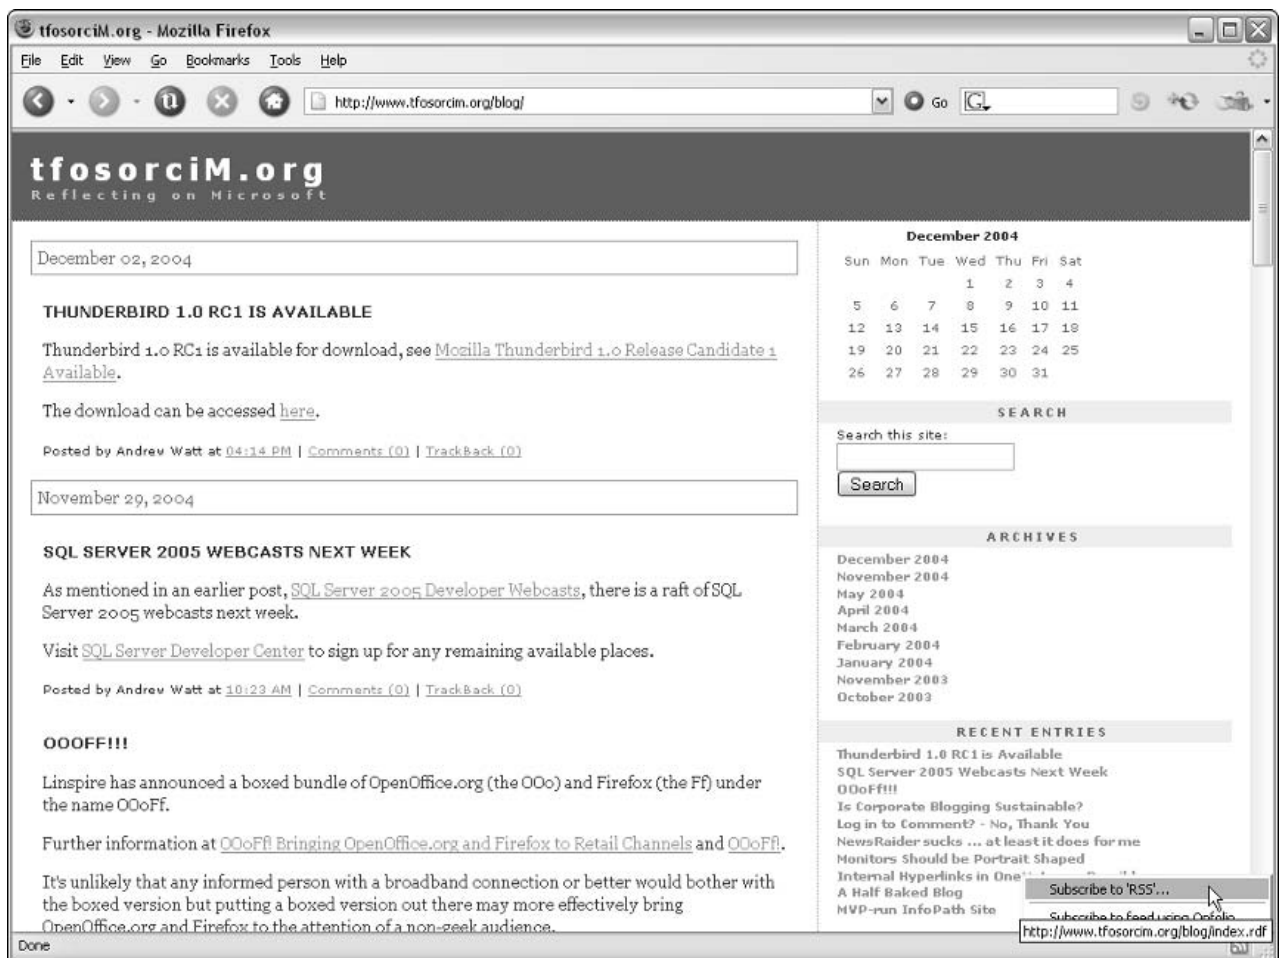 tfosorciM.org - Mozilla Firefox
File Edit View Go Bookmarks Tools Help
http://www.tfosorcim.org/blog/
Go
G
tfosorciM.org
Reflecting on Microsoft
December 02, 2004
THUNDERBIRD 1.0 RC1 IS AVAILABLE
Thunderbird 1.0 RC1 is available for download, see Mozilla Thunderbird 1.0 Release Candidate 1
Available.
The download can be accessed here.
Posted by Andrew Watt at 04:14 PM | Comments (0) | TrackBack (0)
November 29, 2004
SQL SERVER 2005 WEBCASTS NEXT WEEK
As mentioned in an earlier post, SQL Server 2005 Developer Webcasts, there is a raft of SQL
Server 2005 webcasts next week.
Visit SQL Server Developer Center to sign up for any remaining available places.
Posted by Andrew Watt at 10:23 AM | Comments (0) | TrackBack (0)
OOOFF!!!
Linspire has announced a boxed bundle of OpenOffice.org (the OOo) and Firefox (the Ff) under
the name OOoFf.
Further information at OOoFf! Bringing OpenOffice.org and Firefox to Retail Channels and OOoFf!.
It's unlikely that any informed person with a broadband connection or better would bother with
the boxed version but putting a boxed version out there may more effectively bring
OpenOffice.org and Firefox to the attention of a non-geek audience.
December 2004
Sun Mon Tue Wed Thu Fri Sat
1 2 3 4
5 6 7 8 9 10 11
12 13 14 15 16 17 18
19 20 21 22 23 24 25
26 27 28 29 30 31
SEARCH
Search this site:
Search
ARCHIVES
December 2004
November 2004
May 2004
April 2004
March 2004
February 2004
January 2004
November 2003
October 2003
RECENT ENTRIES
Thunderbird 1.0 RC1 is Available
SQL Server 2005 Webcasts Next Week
OOoFf!!!
Is Corporate Blogging Sustainable?
Log in to Comment? - No, Thank You
NewsRaider sucks ... at least it does for me
Monitors Should be Portrait Shaped
Internal Hyperlinks in
A Half Baked Blog
MVP-run InfoPath Site
Subscribe to 'RSS'...
Subscribe to feed using Onfolio
http://www.tfosorcim.org/blog/index.rdf
Done